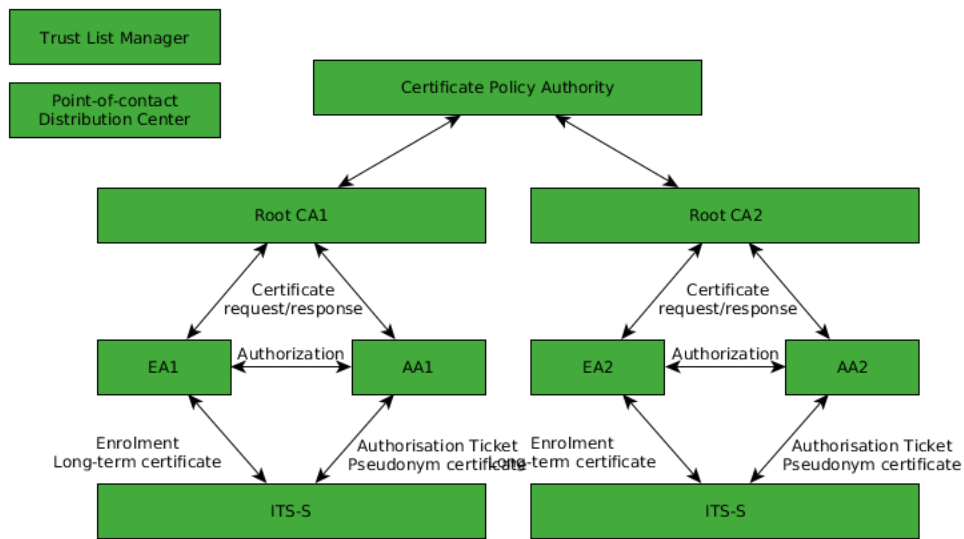 Trust List Manager
Point-of-contact
Distribution Center
Certificate Policy Authority
Root CA1
Root CA2
Certificate
request/response
Certificate
request/response
EA1
Authorization
AA1
EA2
Authorization
AA2
Enrolment
Long-term certificate
Authorisation Ticket
Pseudonym certificate
Enrolment
Long-term certificate
Authorisation Ticket
Pseudonym certificate
ITS-S
ITS-S